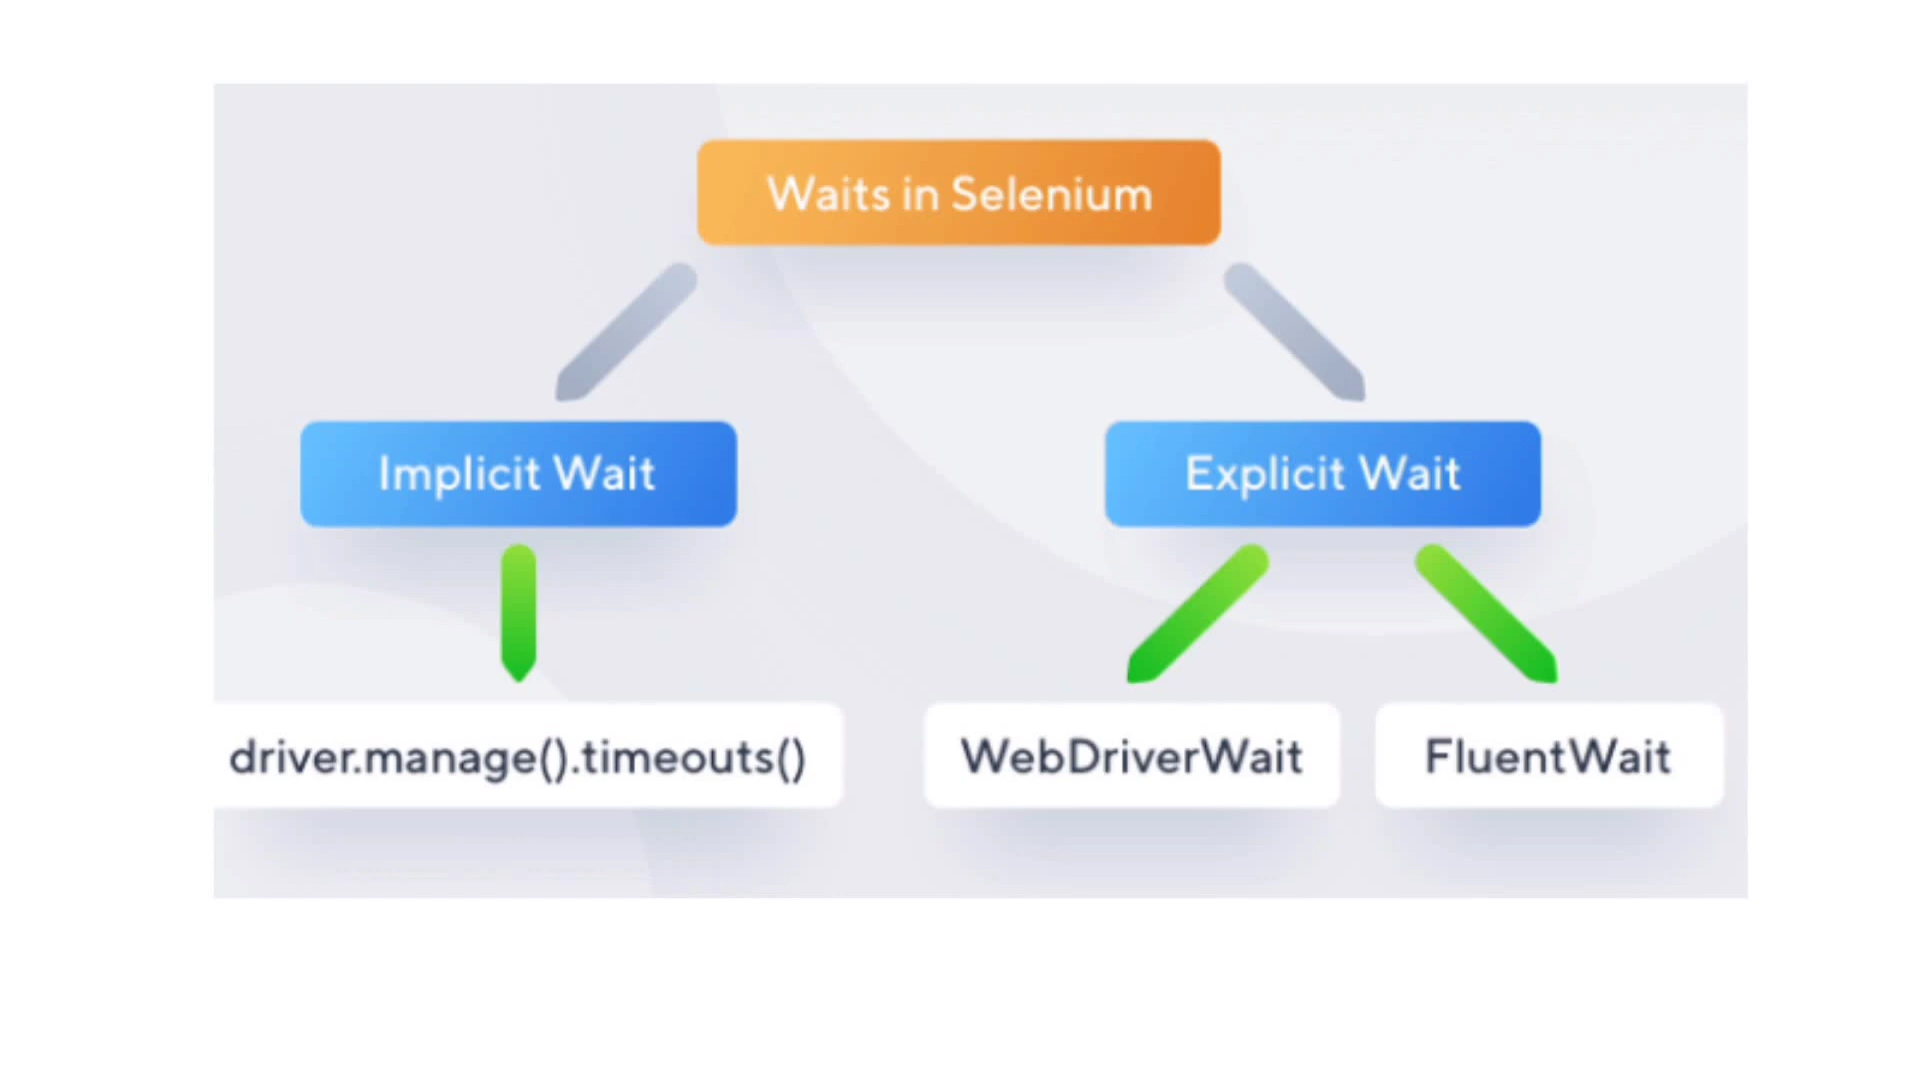 Waits in Selenium
Implicit Wait
Explicit Wait
driver.manage().timeouts()
WebDriverWait
FluentWait